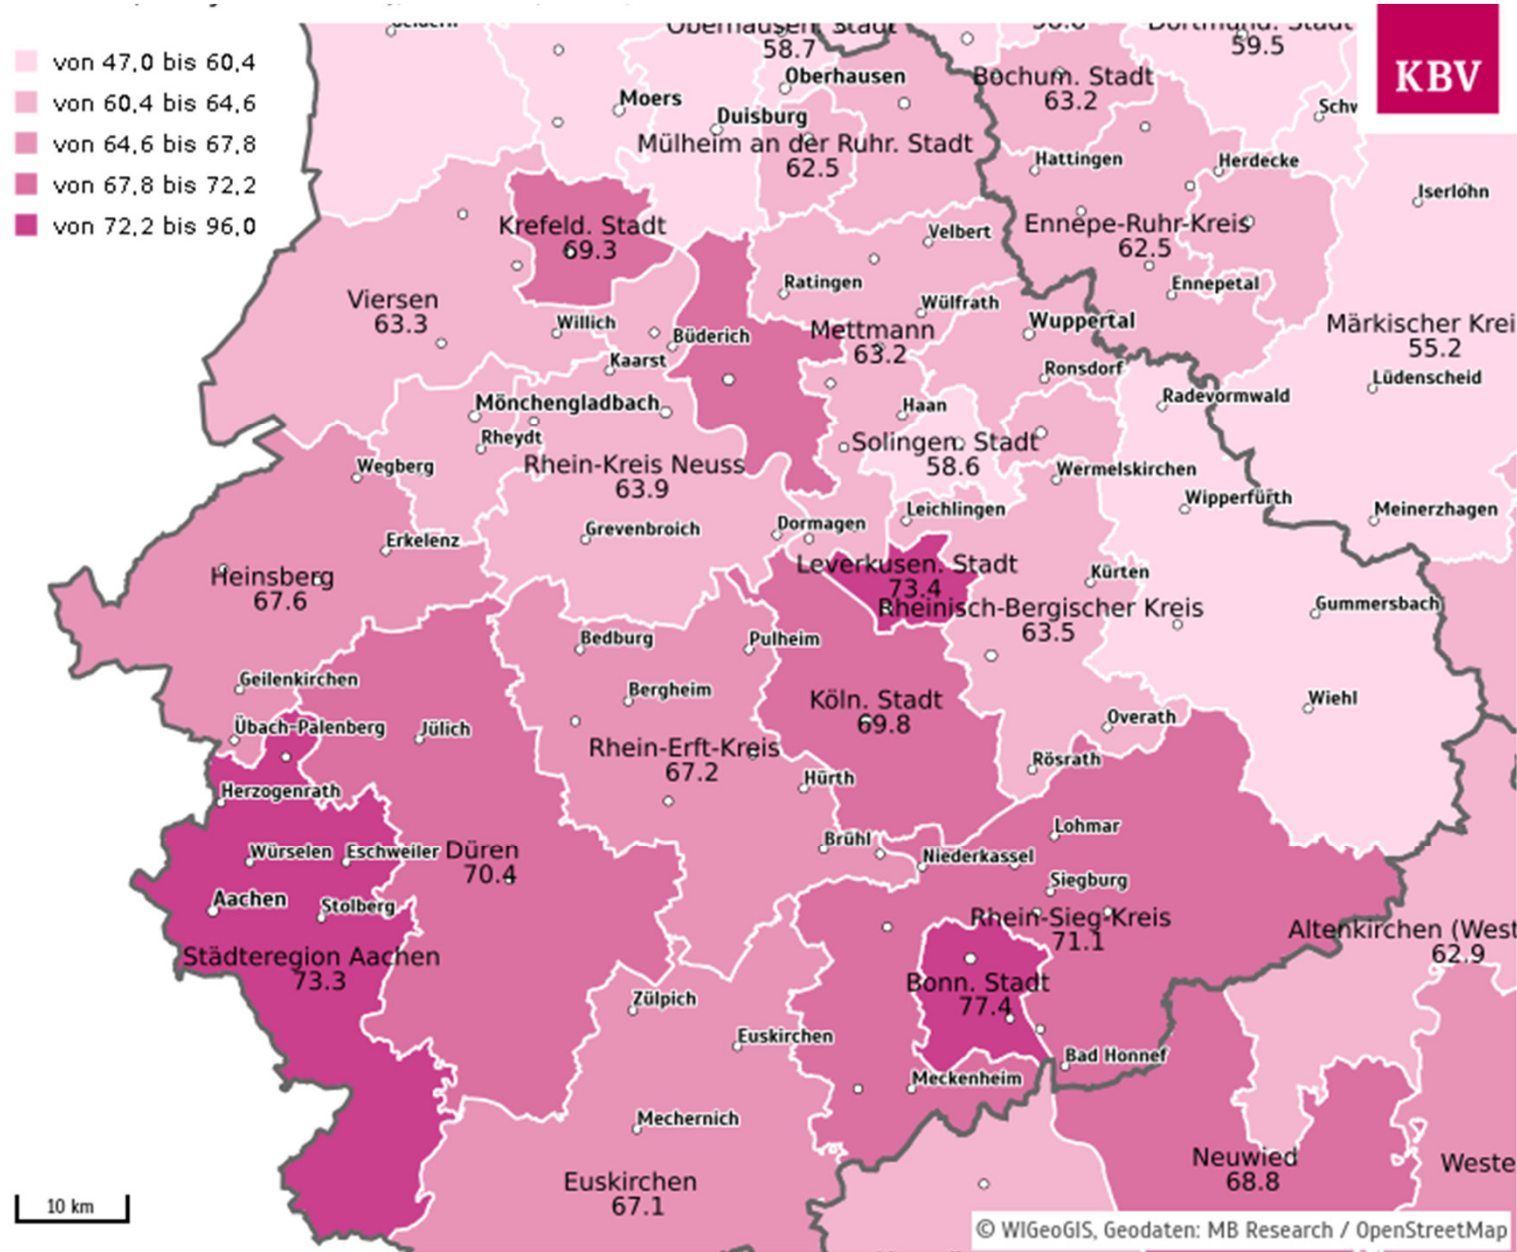 von 47,0 bis 60,4
von 60,4 bis 64,6
von 64,6 bis 67,8
von 67,8 bis 72,2
von 72,2 bis 96,0
KBV
Geldern
Oberhausen. Stadt
58.7
Dortmund. Stadt
59.5
Oberhausen
Bochum. Stadt
63.2
Moers
Duisburg
Mülheim an der Ruhr. Stadt
62.5
Hattingen
Herdecke
Iserlohn
Krefeld. Stadt
69.3
Velbert
Ennepe-Ruhr-Kreis
62.5
Ratingen
Ennepetal
Viersen
63.3
Wülfrath
Willich
Büderich
Mettmann
63.2
Wuppertal
Märkischer Krei
55.2
Kaarst
Ronsdorf
Lüdenscheid
Radevormwald
Mönchengladbach
Haan
Rheydt
Solingen. Stadt
58.6
Wegberg
Rhein-Kreis Neuss
63.9
Wermelskirchen
Wipperfürth
Leichlingen
Meinerzhagen
Grevenbroich
Dormagen
Erkelenz
Leverkusen. Stadt
73.4
Kürten
Heinsberg
67.6
Rheinisch-Bergischer Kreis
63.5
Gummersbach
Bedburg
Pulheim
Geilenkirchen
Bergheim
Köln. Stadt
69.8
Wiehl
Übach-Palenberg
Jülich
Overath
Rhein-Erft-Kreis
67.2
Rösrath
Hürth
Herzogenrath
Lohmar
Brühl
Würselen
Eschweiler
Düren
70.4
Niederkassel
Siegburg
Aachen
Stolberg
Rhein-Sieg-Kreis
71.1
Altenkirchen (West
62.9
Städteregion Aachen
73.3
Bonn. Stadt
77.4
Zülpich
Euskirchen
Bad Honnef
Meckenheim
Mechernich
Neuwied
68.8
Weste
Euskirchen
67.1
10 km
© WIGeoGIS, Geodaten: MB Research / OpenStreetMap